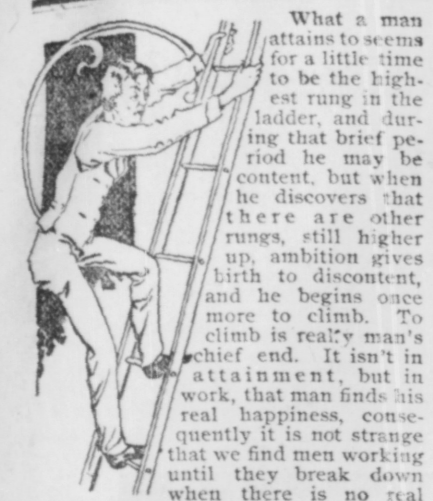 What a man
attains to seems
for a little time
to be the high-
est rung in the
ladder, and dur-
ing that brief pe-
riod he may be
content, but when
he discovers that
there are other
rungs, still higher
up, ambition gives
birth to discontent,
and he begins once
more to climb. To
climb is really man's
chief end. It isn't in
attainment, but in
work, that man finds his
real happiness, conse-
quently it is not strange
that we find men working
until they break down
when there is no real